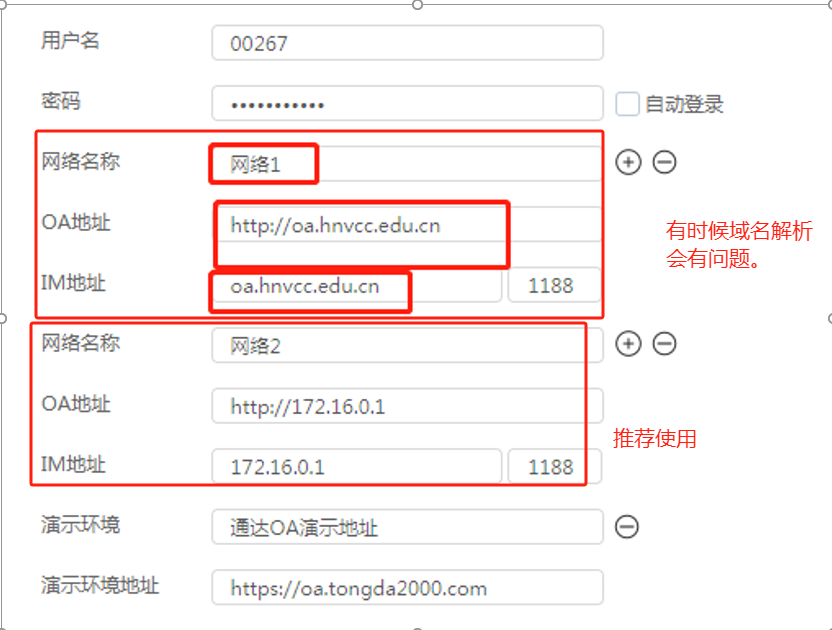 用户名 00267
密码 ••••••••••• 自动登录
网络名称 网络1
OA地址 http://oa.hnvcc.edu.cn
有时候域名解析
会有问题。
IM地址 oa.hnvcc.edu.cn 1188
网络名称 网络2
OA地址 http://172.16.0.1
推荐使用
IM地址 172.16.0.1 1188
演示环境 通达OA演示地址
演示环境地址 https://oa.tongda2000.com